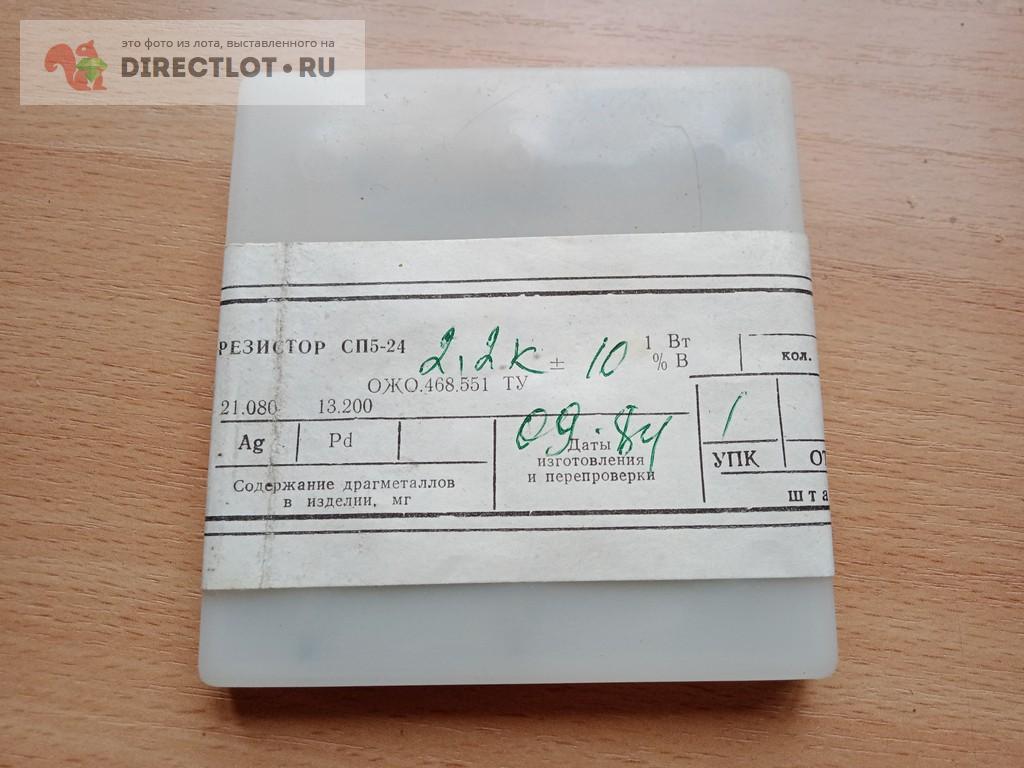 это фото из лота, выставленного на
DIRECTLOT•RU
РЕЗИСТОР СП5-24 2,2к ± 10 % 1 Вт
В
кол.
ОЖО.468.551 ТУ
21.080 13.200
Ag Pd
09.84
1
Даты
изготовления
и перепроверки
УПК
Содержание драгметаллов
в изделии, мг
шта